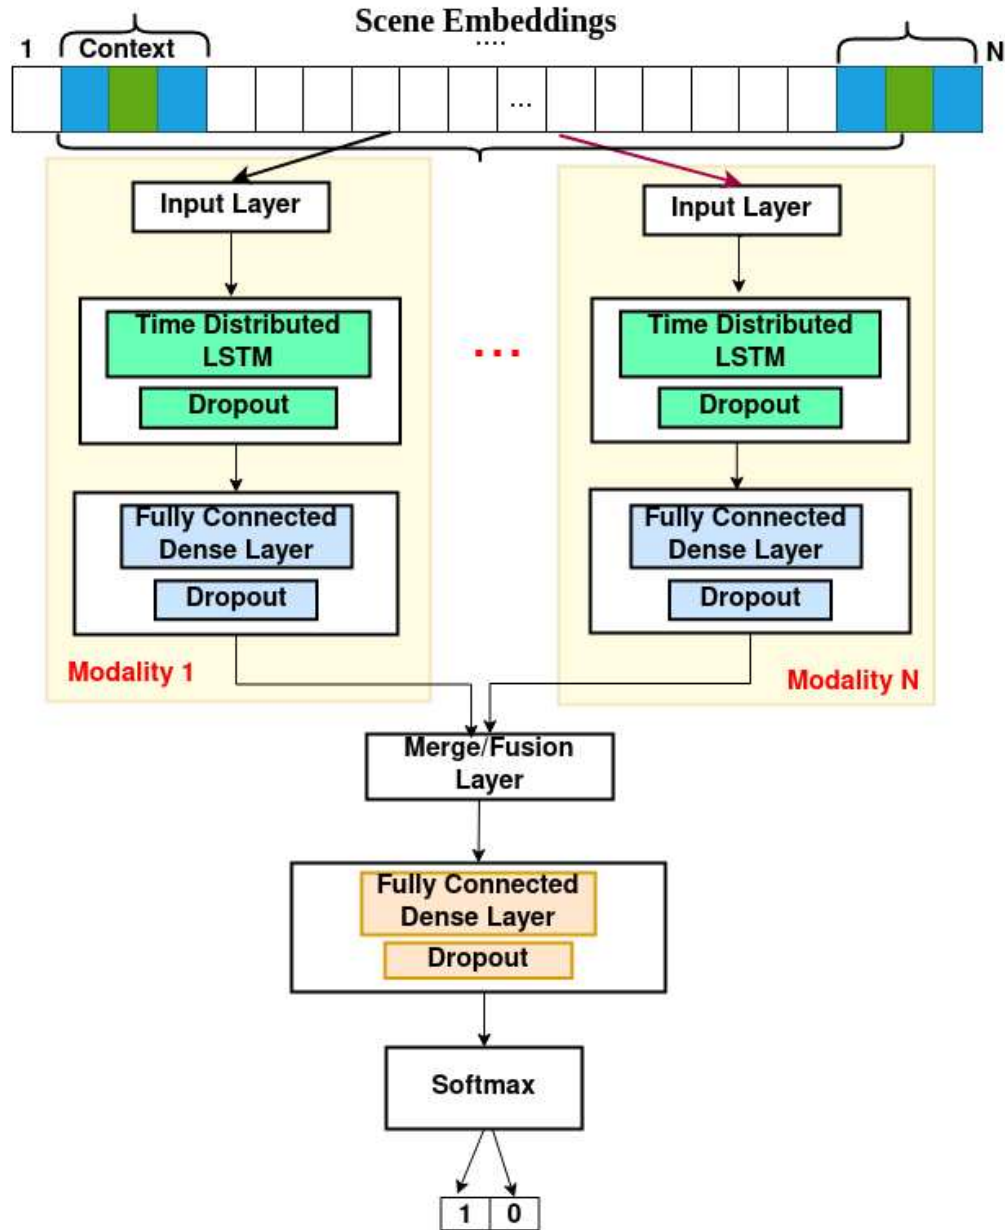 Scene Embeddings
....
1
Context
N
...
Input Layer
Input Layer
Time Distributed
LSTM
Dropout
...
Time Distributed
LSTM
Dropout
Fully Connected
Dense Layer
Dropout
Fully Connected
Dense Layer
Dropout
Modality 1
Modality N
Merge/Fusion
Layer
Fully Connected
Dense Layer
Dropout
Softmax
1 0